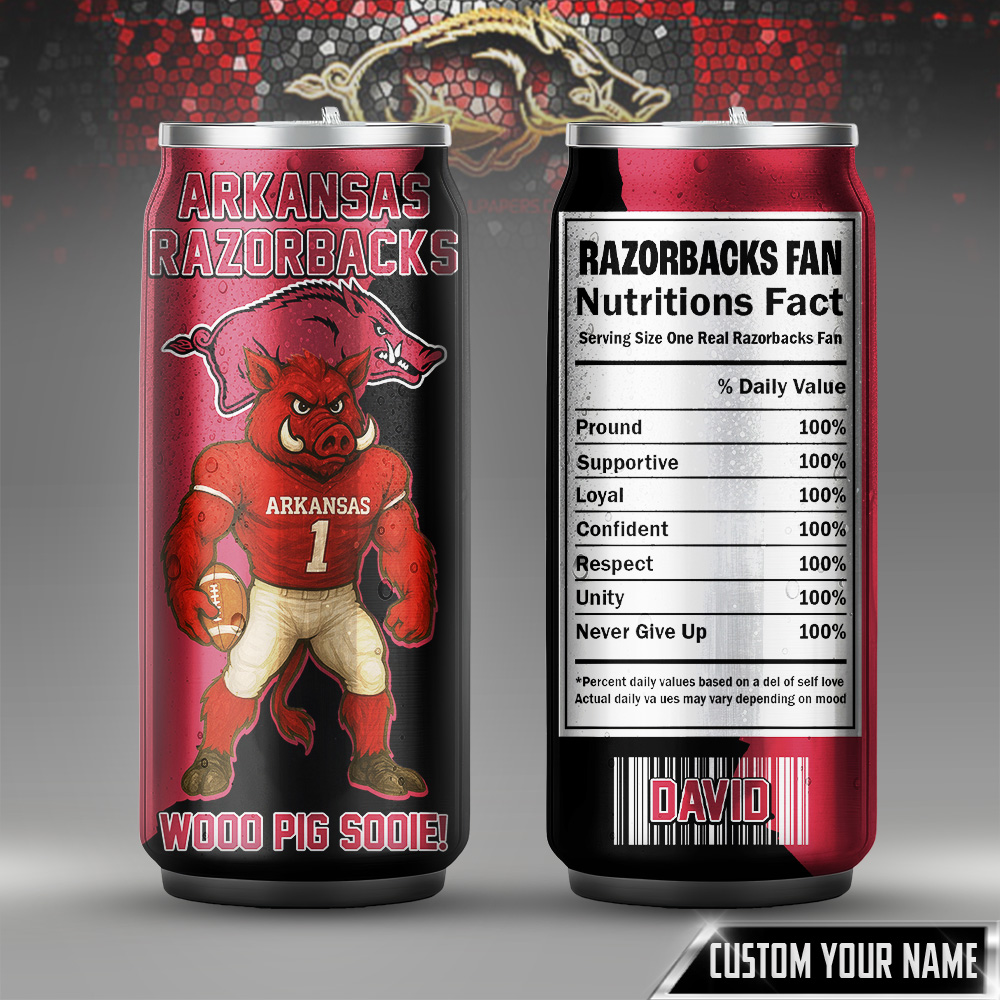 ARKANSAS
RAZORBACKS
ARKANSAS
1
WOOO PIG SOOIE!
RAZORBACKS FAN
Nutritions Fact
Serving Size One Real Razorbacks Fan
% Daily Value
Pround 100%
Supportive 100%
Loyal 100%
Confident 100%
Respect 100%
Unity 100%
Never Give Up 100%
*Percent daily values based on a del of self love
Actual daily va ues may vary depending on mood
DAVID
CUSTOM YOUR NAME